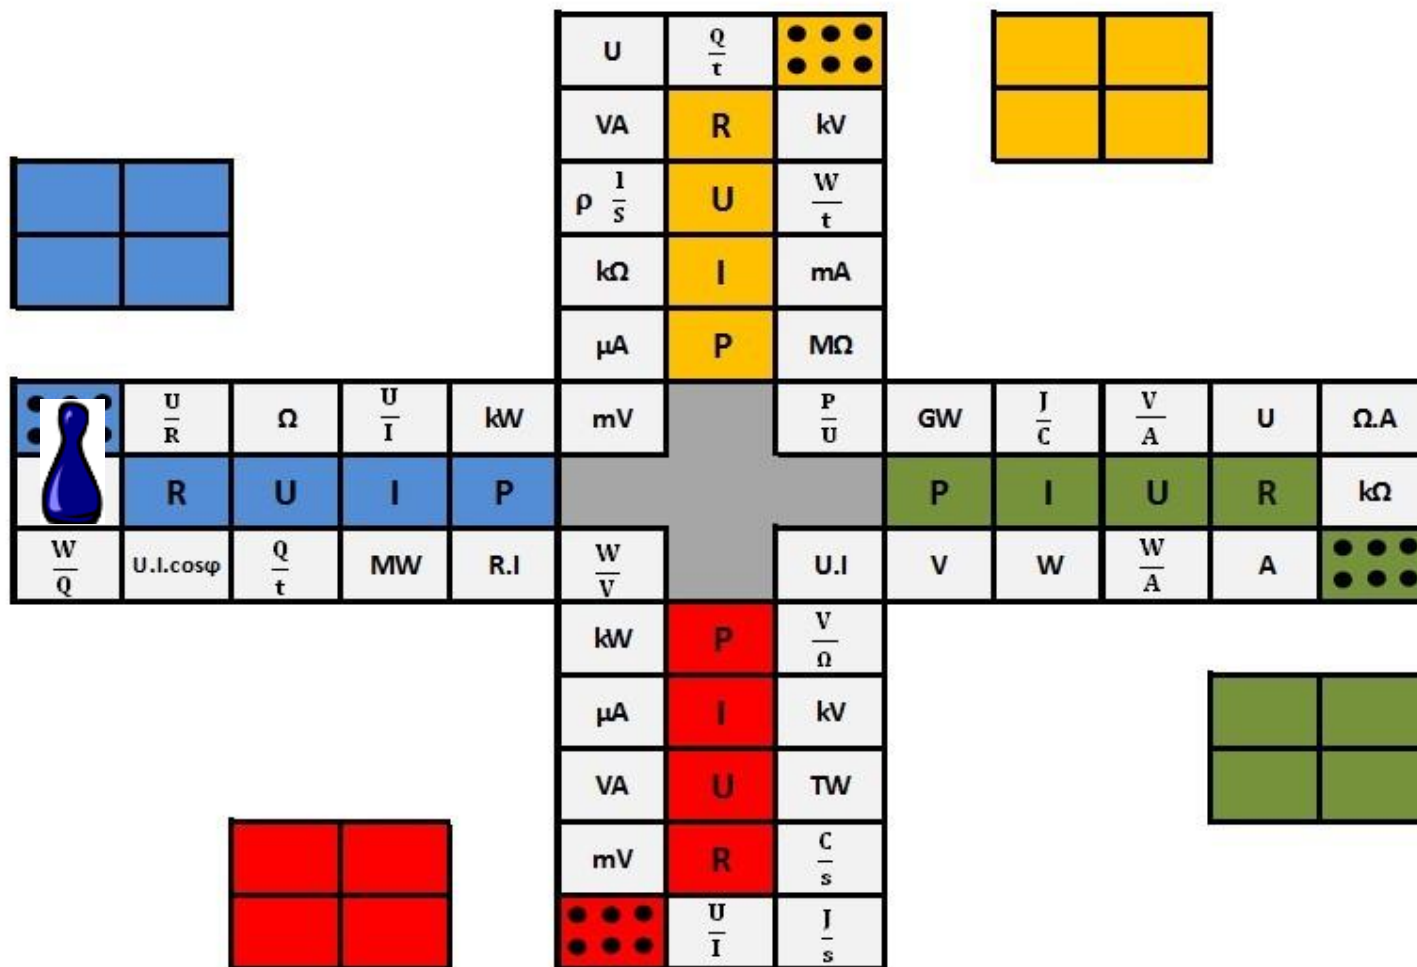 U Q/t
VA R kV
ρ l/S U W/t
kΩ I mA
μA P MΩ
U/R Ω U/I kW mV P/U GW J/C V/A U Ω.A
R U I P P I U R kΩ
W/Q U.I.cosφ Q/t MW R.I W/V U.I V W W/A A
kW P V/Ω
μA I kV
VA U TW
mV R C/s
U/I J/s